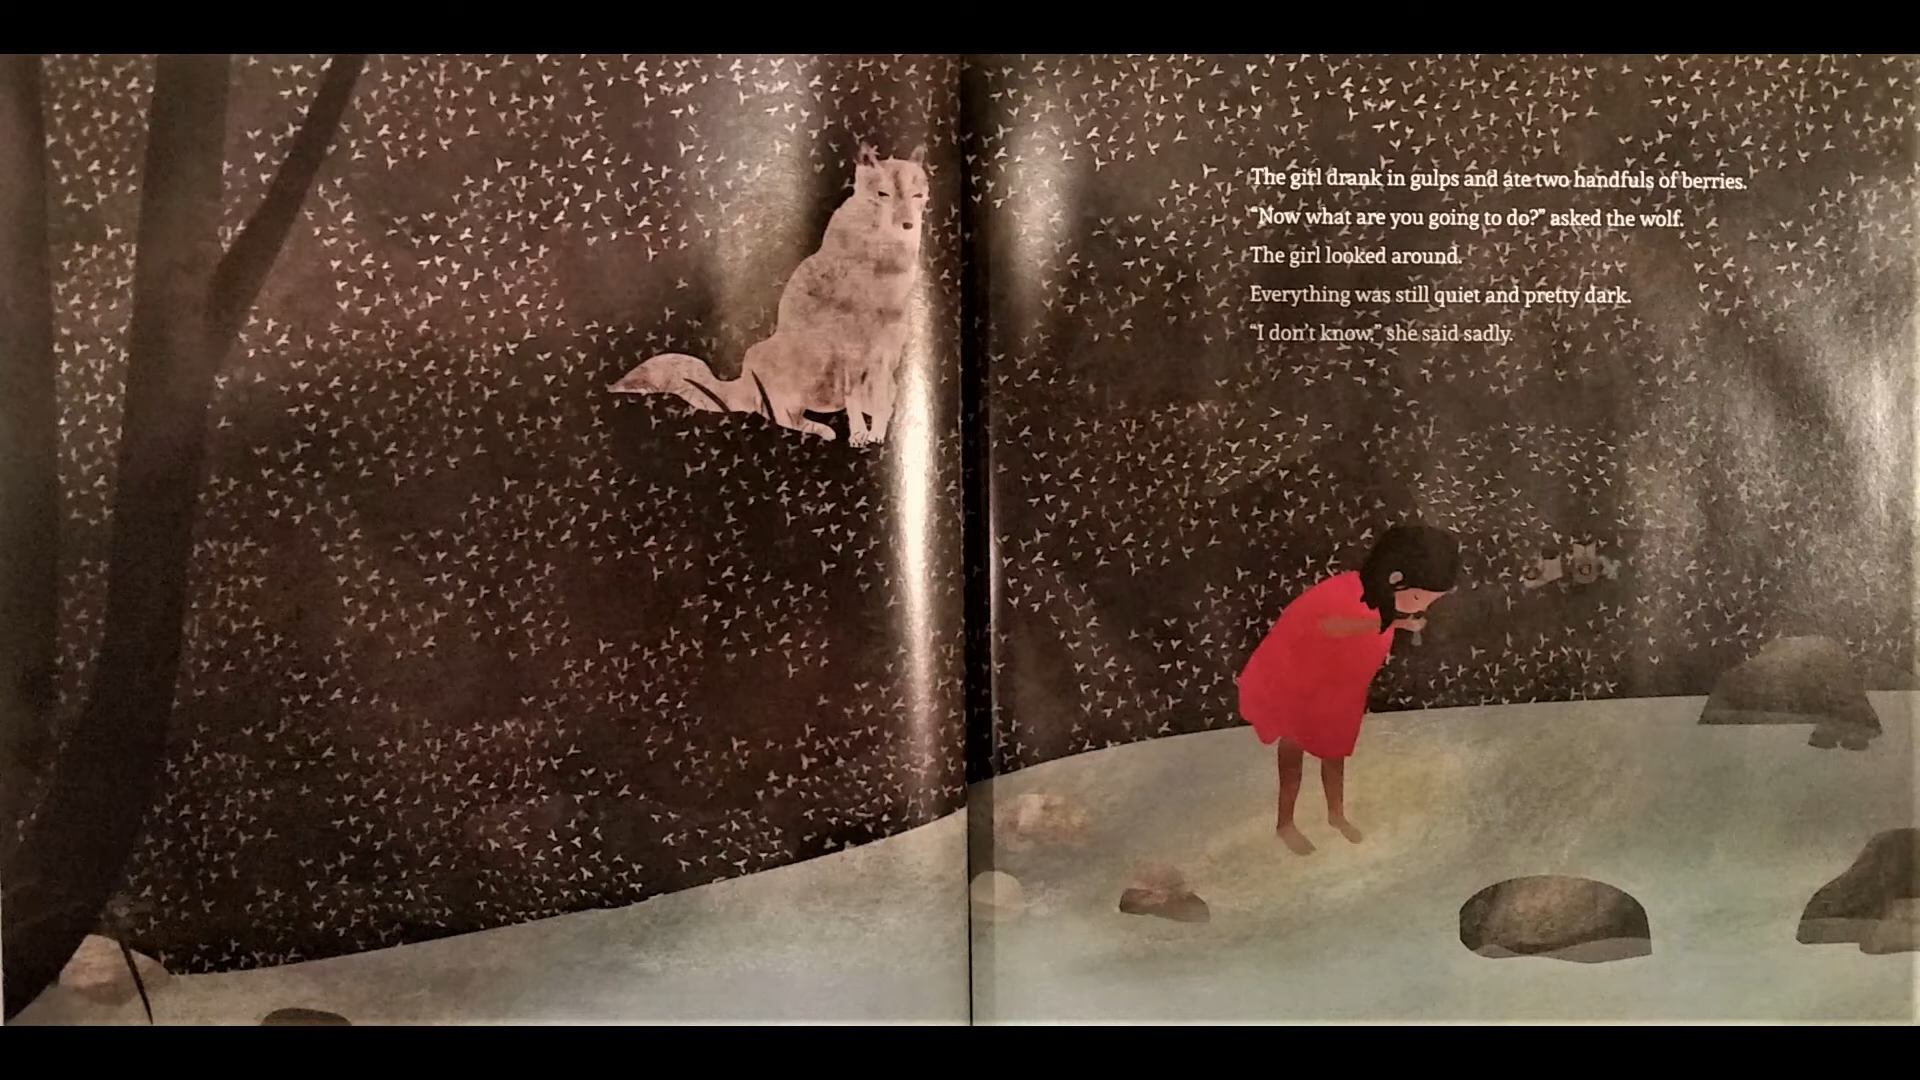 The girl drank in gulps and ate two handfuls of berries.
“Now what are you going to do?” asked the wolf.
The girl looked around.
Everything was still quiet and pretty dark.
“I don’t know,” she said sadly.